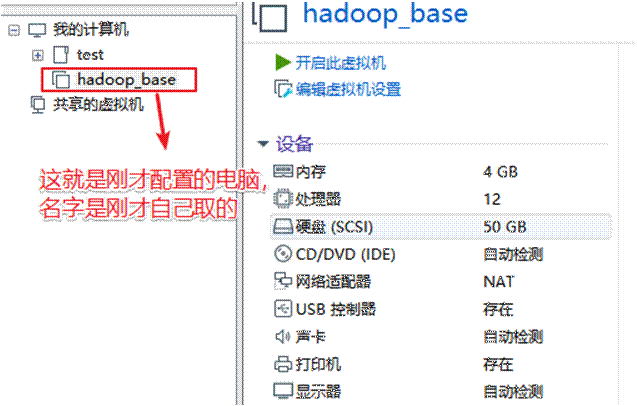 我的计算机
test
hadoop_base
共享的虚拟机
这就是刚才配置的电脑，
名字是刚才自己取的
hadoop_base
开启此虚拟机
编辑虚拟机设置
设备
内存 4 GB
处理器 12
硬盘 (SCSI) 50 GB
CD/DVD (IDE) 自动检测
网络适配器 NAT
USB 控制器 存在
声卡 自动检测
打印机 存在
显示器 自动检测